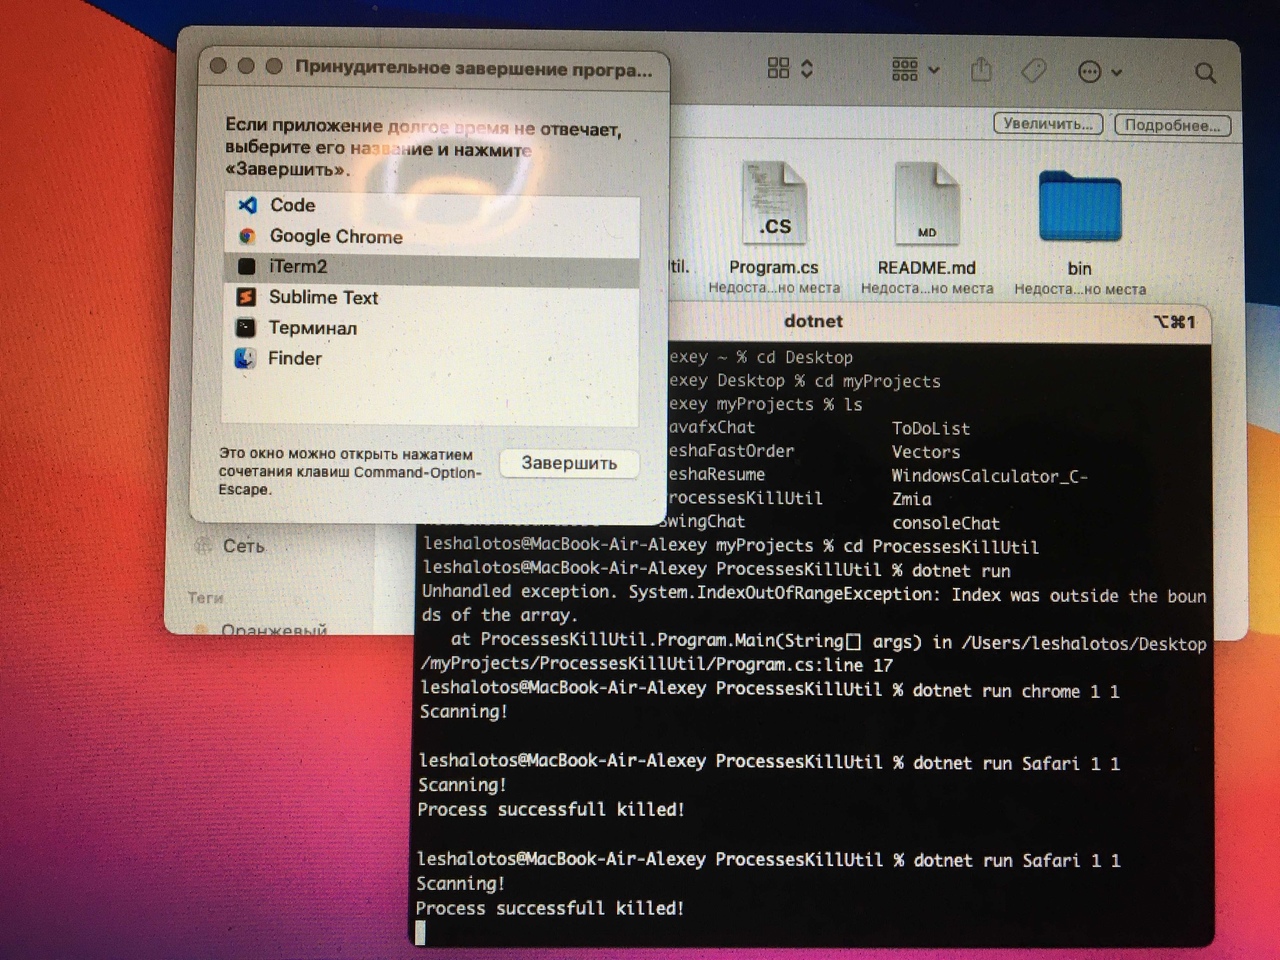 Принудительное завершение програ...
Если приложение долгое время не отвечает,
выберите его название и нажмите
«Завершить».
Code
Google Chrome
iTerm2
Sublime Text
Терминал
Finder
Это окно можно открыть нажатием
сочетания клавиш Command-Option-
Escape.
Завершить
Увеличить...
Подробнее...
.CS
MD
til.
Program.cs
README.md
bin
Недоста...но места
Недоста...но места
Недоста...но места
Сеть
Теги
Оранжевый
dotnet
⌥⌘1
exey ~ % cd Desktop
exey Desktop % cd myProjects
exey myProjects % ls
avafxChat ToDoList
eshaFastOrder Vectors
eshaResume WindowsCalculator_C-
rocessesKillUtil Zmia
SwingChat consoleChat
leshalotos@MacBook-Air-Alexey myProjects % cd ProcessesKillUtil
leshalotos@MacBook-Air-Alexey ProcessesKillUtil % dotnet run
Unhandled exception. System.IndexOutOfRangeException: Index was outside the boun
ds of the array.
at ProcessesKillUtil.Program.Main(String[] args) in /Users/leshalotos/Desktop
/myProjects/ProcessesKillUtil/Program.cs:line 17
leshalotos@MacBook-Air-Alexey ProcessesKillUtil % dotnet run chrome 1 1
Scanning!
leshalotos@MacBook-Air-Alexey ProcessesKillUtil % dotnet run Safari 1 1
Scanning!
Process successfull killed!
leshalotos@MacBook-Air-Alexey ProcessesKillUtil % dotnet run Safari 1 1
Scanning!
Process successfull killed!